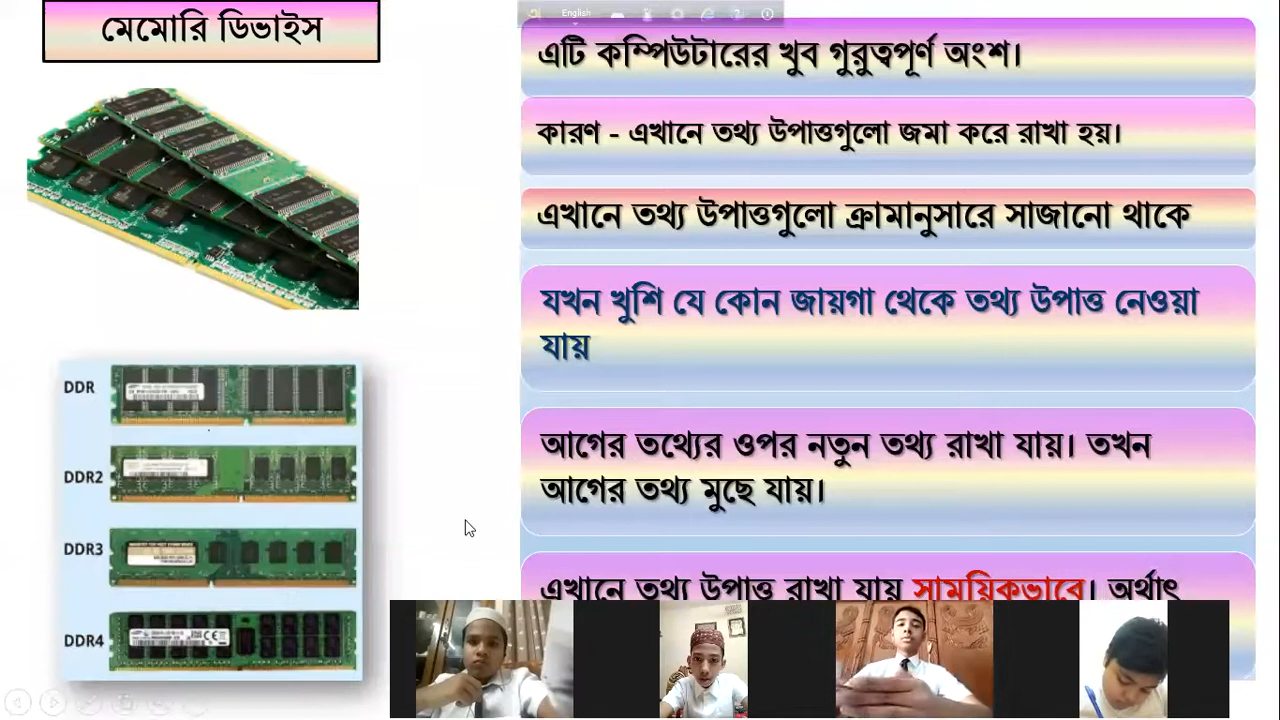 মেমোরি ডিভাইস
English
এটি কম্পিউটারের খুব গুরুত্বপূর্ণ অংশ।
কারণ - এখানে তথ্য উপাত্তগুলো জমা করে রাখা হয়।
এখানে তথ্য উপাত্তগুলো ক্রামানুসারে সাজানো থাকে
যখন খুশি যে কোন জায়গা থেকে তথ্য উপাত্ত নেওয়া
যায়
আগের তথ্যের ওপর নতুন তথ্য রাখা যায়। তখন
আগের তথ্য মুছে যায়।
এখানে তথ্য উপাত্ত রাখা যায় সাময়িকভাবে। অর্থাৎ
DDR
DDR2
DDR3
DDR4